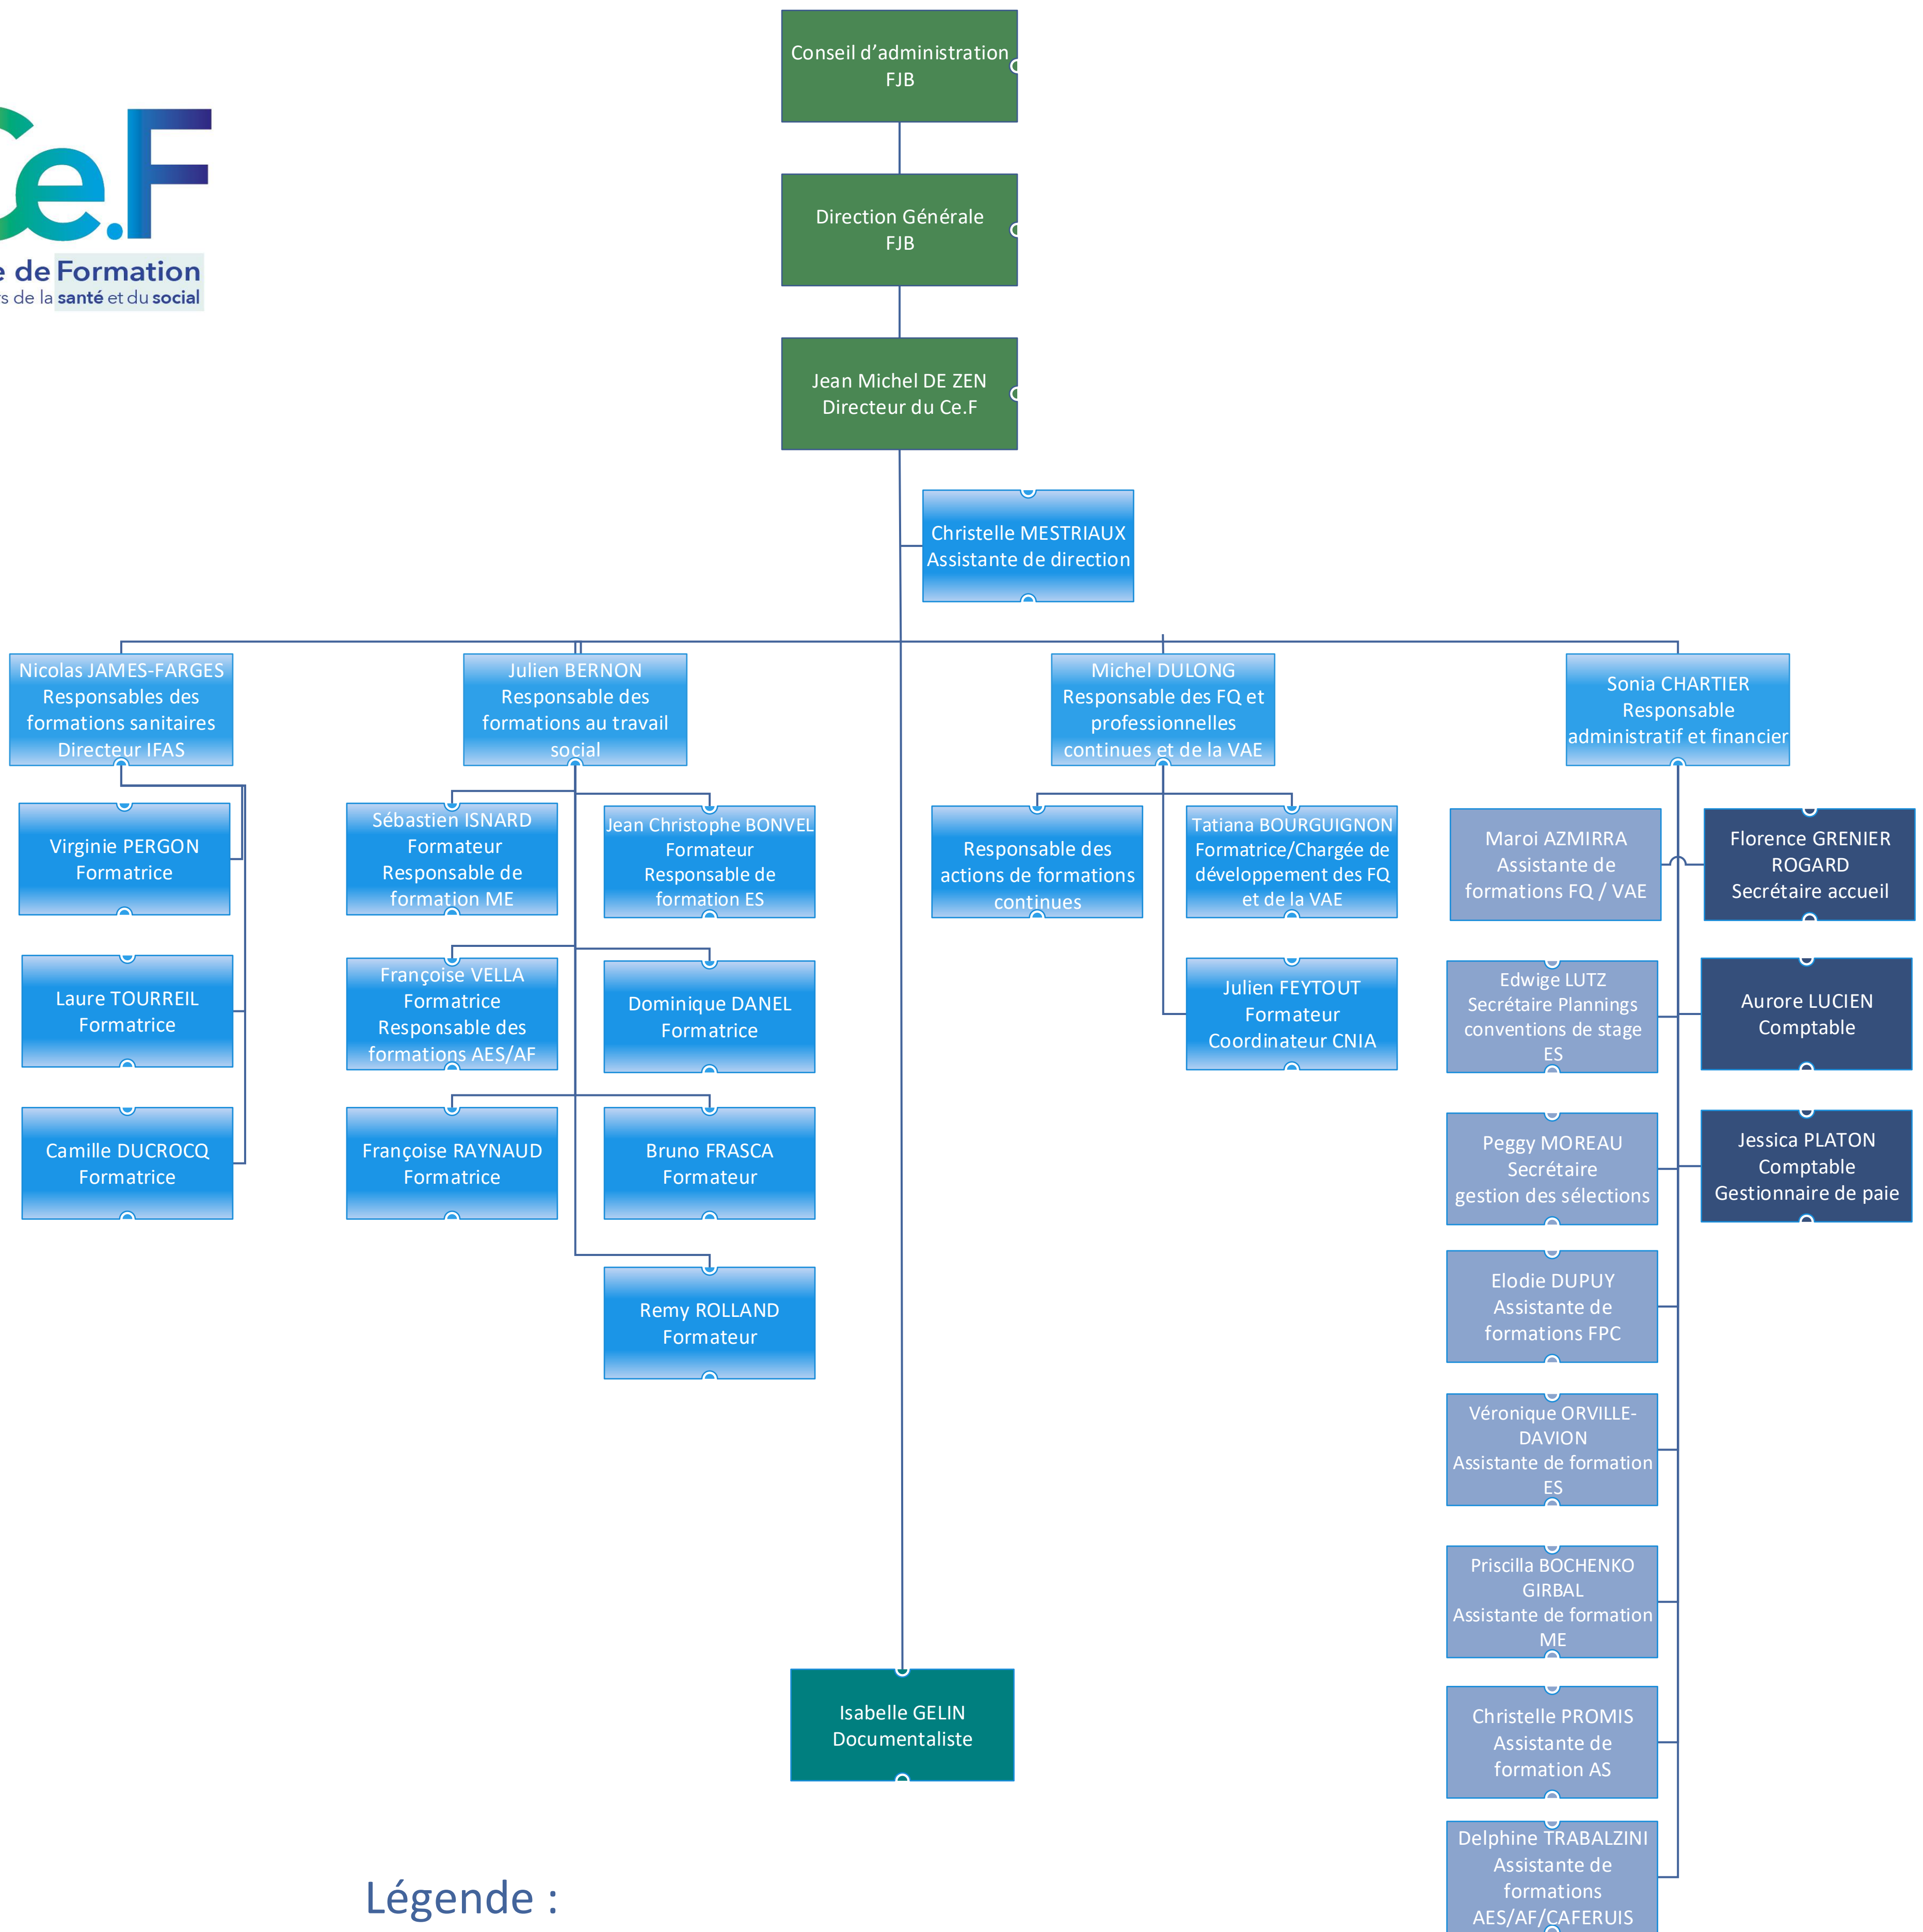 Conseil d’administration
FJB
Ce.F
e de Formation
rs de la santé et du social
Direction Générale
FJB
Jean Michel DE ZEN
Directeur du Ce.F
Christelle MESTRIAUX
Assistante de direction
Nicolas JAMES-FARGES
Responsables des
formations sanitaires
Directeur IFAS
Julien BERNON
Responsable des
formations au travail
social
Michel DULONG
Responsable des FQ et
professionnelles
continues et de la VAE
Sonia CHARTIER
Responsable
administratif et financier
Virginie PERGON
Formatrice
Laure TOURREIL
Formatrice
Camille DUCROCQ
Formatrice
Sébastien ISNARD
Formateur
Responsable de
formation ME
Jean Christophe BONVEL
Formateur
Responsable de
formation ES
Françoise VELLA
Formatrice
Responsable des
formations AES/AF
Dominique DANEL
Formatrice
Françoise RAYNAUD
Formatrice
Bruno FRASCA
Formateur
Remy ROLLAND
Formateur
Responsable des
actions de formations
continues
Tatiana BOURGUIGNON
Formatrice/Chargée de
développement des FQ
et de la VAE
Julien FEYTOUT
Formateur
Coordinateur CNIA
Maroi AZMIRRA
Assistante de
formations FQ / VAE
Florence GRENIER
ROGARD
Secrétaire accueil
Edwige LUTZ
Secrétaire Plannings
conventions de stage
ES
Aurore LUCIEN
Comptable
Peggy MOREAU
Secrétaire
gestion des sélections
Jessica PLATON
Comptable
Gestionnaire de paie
Elodie DUPUY
Assistante de
formations FPC
Véronique ORVILLE-
DAVION
Assistante de formation
ES
Priscilla BOCHENKO
GIRBAL
Assistante de formation
ME
Christelle PROMIS
Assistante de
formation AS
Delphine TRABALZINI
Assistante de
formations
AES/AF/CAFERUIS
Isabelle GELIN
Documentaliste
Légende :